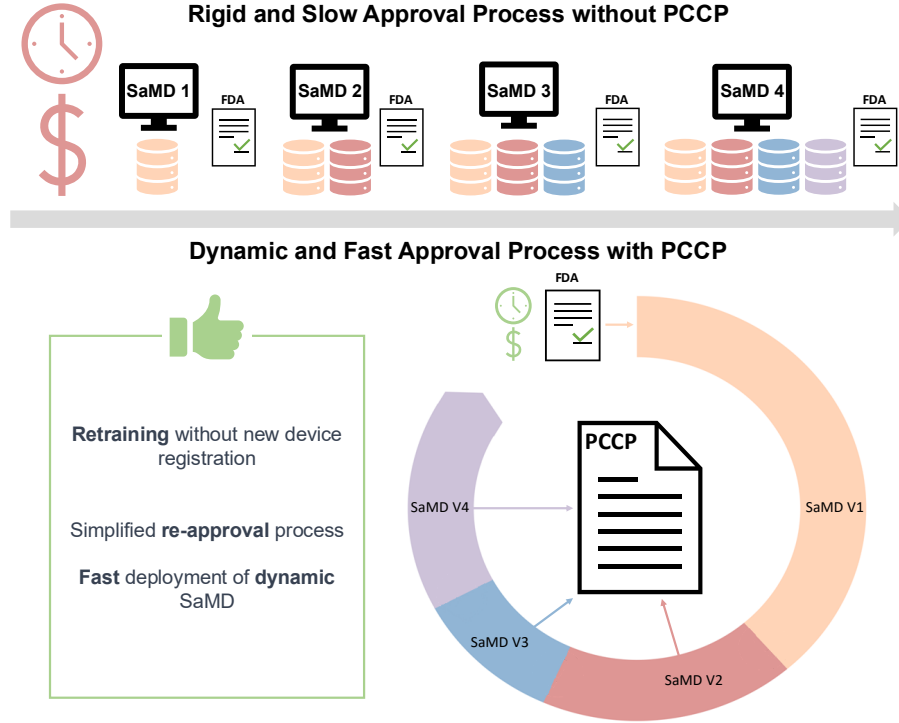 Rigid and Slow Approval Process without PCCP
SaMD 1
FDA
SaMD 2
FDA
SaMD 3
FDA
SaMD 4
FDA
Dynamic and Fast Approval Process with PCCP
FDA
Retraining without new device
registration
Simplified re-approval process
Fast deployment of dynamic
SaMD
PCCP
SaMD V1
SaMD V2
SaMD V3
SaMD V4